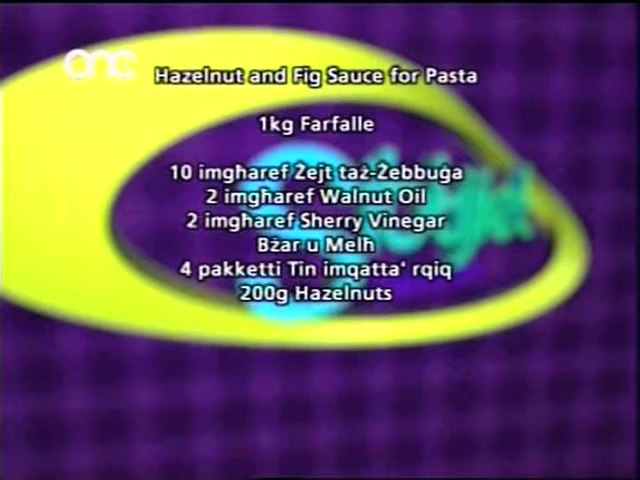 one
Hazelnut and Fig Sauce for Pasta
1kg Farfalle
10 imgħaref Żejt taż-Żebbuġa
2 imgħaref Walnut Oil
2 imgħaref Sherry Vinegar
Bżar u Melħ
4 pakketti Tin imqatta' rqiq
200g Hazelnuts